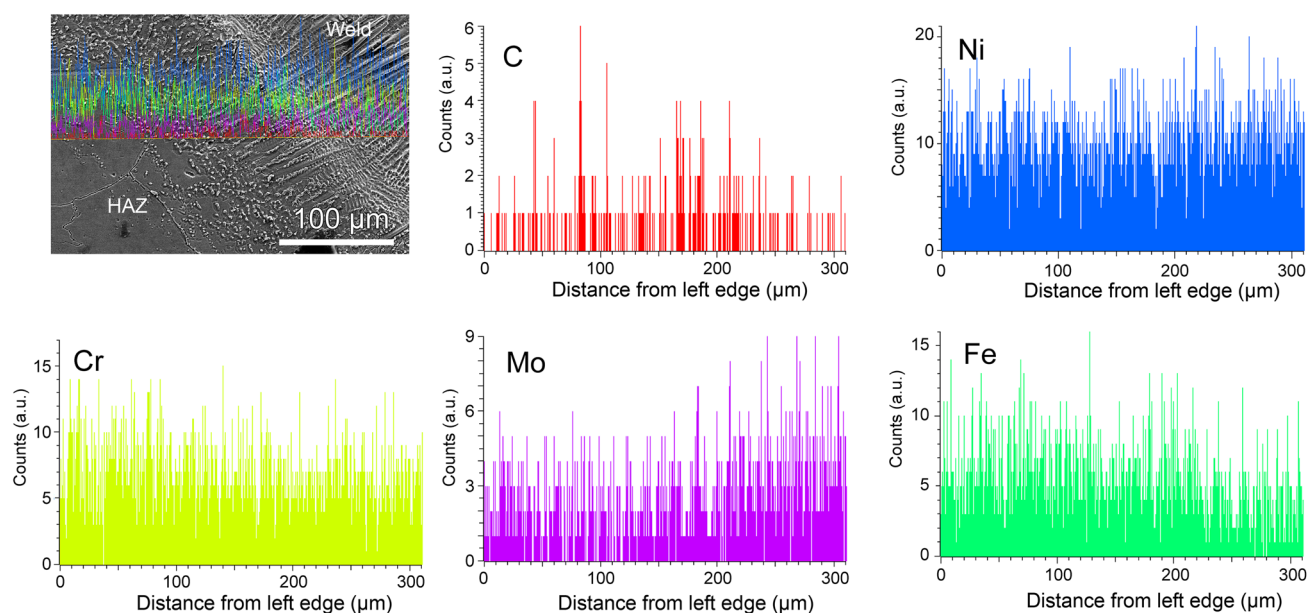 Weld
HAZ
100 μm
C
Counts (a.u.)
6
5
4
3
2
1
0
0 100 200 300
Distance from left edge (μm)
Ni
Counts (a.u.)
20
10
0
0 100 200 300
Distance from left edge (μm)
Cr
Counts (a.u.)
15
10
5
0
0 100 200 300
Distance from left edge (μm)
Mo
Counts (a.u.)
9
6
3
0
0 100 200 300
Distance from left edge (μm)
Fe
Counts (a.u.)
15
10
5
0
0 100 200 300
Distance from left edge (μm)